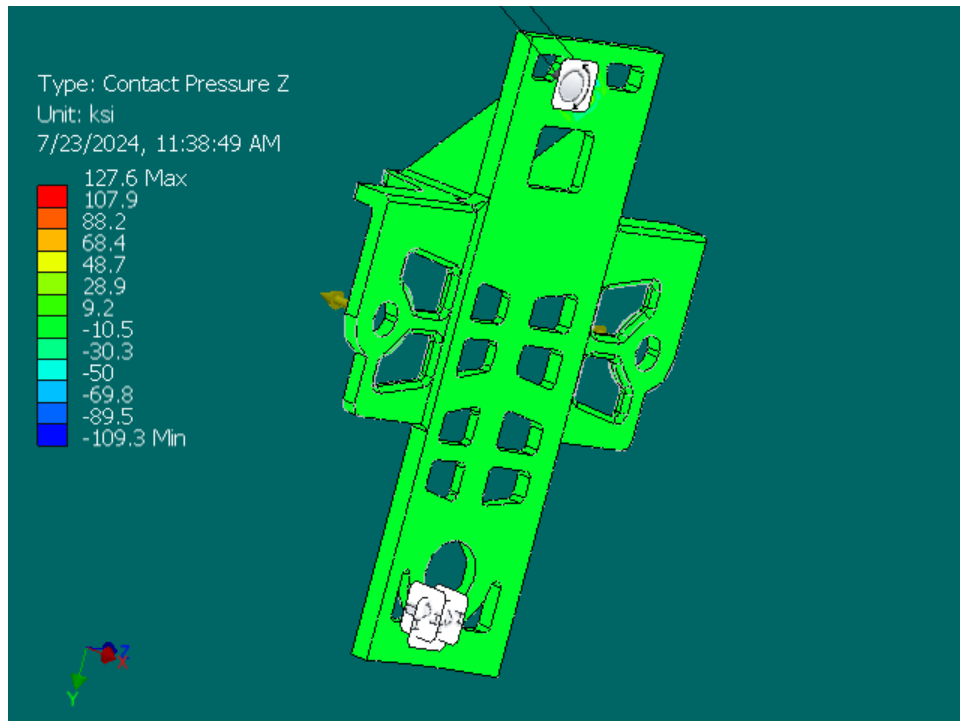 Type: Contact Pressure Z
Unit: ksi
7/23/2024, 11:38:49 AM
127.6 Max
107.9
88.2
68.4
48.7
28.9
9.2
-10.5
-30.3
-50
-69.8
-89.5
-109.3 Min
Z
X
Y